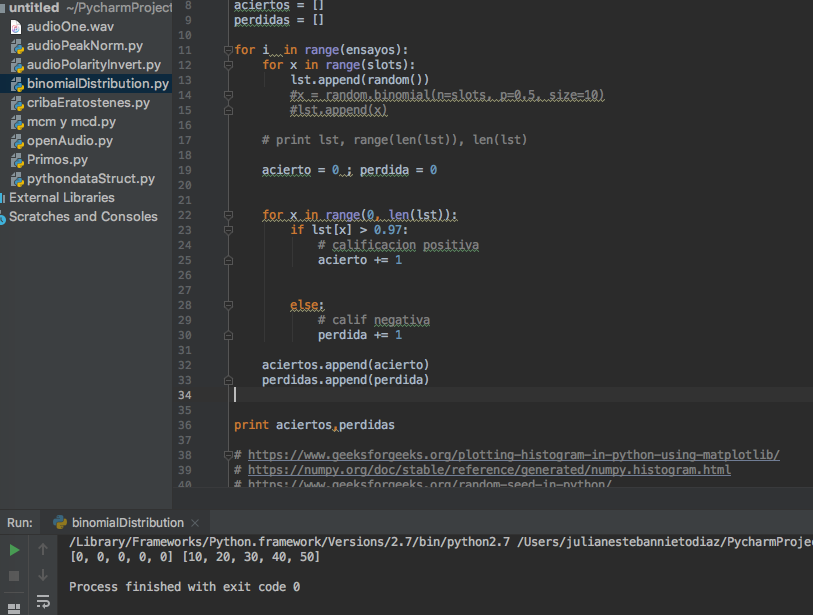 untitled ~/PycharmProject
audioOne.wav
audioPeakNorm.py
audioPolarityInvert.py
binomialDistribution.py
cribaEratostenes.py
mcm y mcd.py
openAudio.py
Primos.py
pythondataStruct.py
External Libraries
Scratches and Consoles
8 aciertos = []
9 perdidas = []
10
11 for i in range(ensayos):
12 for x in range(slots):
13 lst.append(random())
14 #x = random.binomial(n=slots, p=0.5, size=10)
15 #lst.append(x)
16
17 # print lst, range(len(lst)), len(lst)
18
19 acierto = 0 ; perdida = 0
20
21
22 for x in range(0, len(lst)):
23 if lst[x] > 0.97:
24 # calificacion positiva
25 acierto += 1
26
27
28 else:
29 # calif negativa
30 perdida += 1
31
32 aciertos.append(acierto)
33 perdidas.append(perdida)
34
35
36 print aciertos,perdidas
37
38 # https://www.geeksforgeeks.org/plotting-histogram-in-python-using-matplotlib/
39 # https://numpy.org/doc/stable/reference/generated/numpy.histogram.html
40 # https://www.geeksforgeeks.org/random-seed-in-python/
Run: binomialDistribution ×
/Library/Frameworks/Python.framework/Versions/2.7/bin/python2.7 /Users/julianestebannietodiaz/PycharmProje
[0, 0, 0, 0, 0] [10, 20, 30, 40, 50]
Process finished with exit code 0